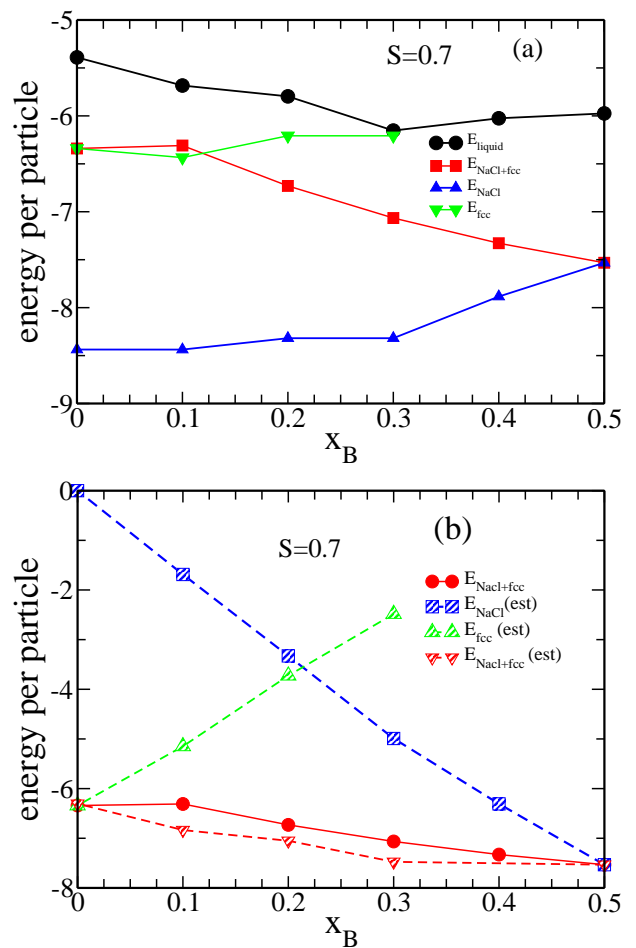 -5
S=0.7
(a)
-6
E_liquid
E_NaCl+fcc
E_NaCl
E_fcc
-7
-8
-9
energy per particle
0 0.1 0.2 0.3 0.4 0.5
x_B
0
(b)
S=0.7
E_Nacl+fcc
E_NaCl(est)
E_fcc (est)
E_Nacl+fcc (est)
-2
-4
-6
-8
energy per particle
0 0.1 0.2 0.3 0.4 0.5
x_B